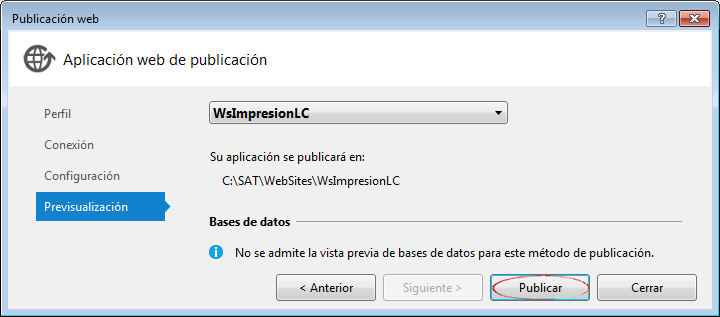 Publicación web
Aplicación web de publicación
Perfil
Conexión
Configuración
Previsualización
WsImpresionLC
Su aplicación se publicará en:
C:\SAT\WebSites\WsImpresionLC
Bases de datos
No se admite la vista previa de bases de datos para este método de publicación.
< Anterior
Siguiente >
Publicar
Cerrar